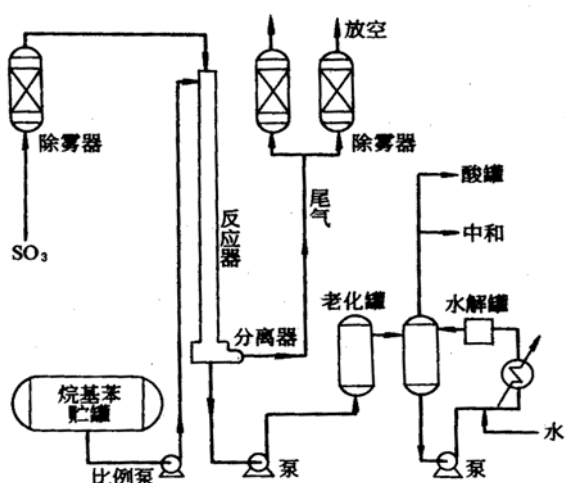 放空
除雾器
除雾器
SO₃
反应器
尾气
酸罐
中和
分离器
老化罐
水解罐
烷基苯
贮罐
比例泵
泵
泵
水